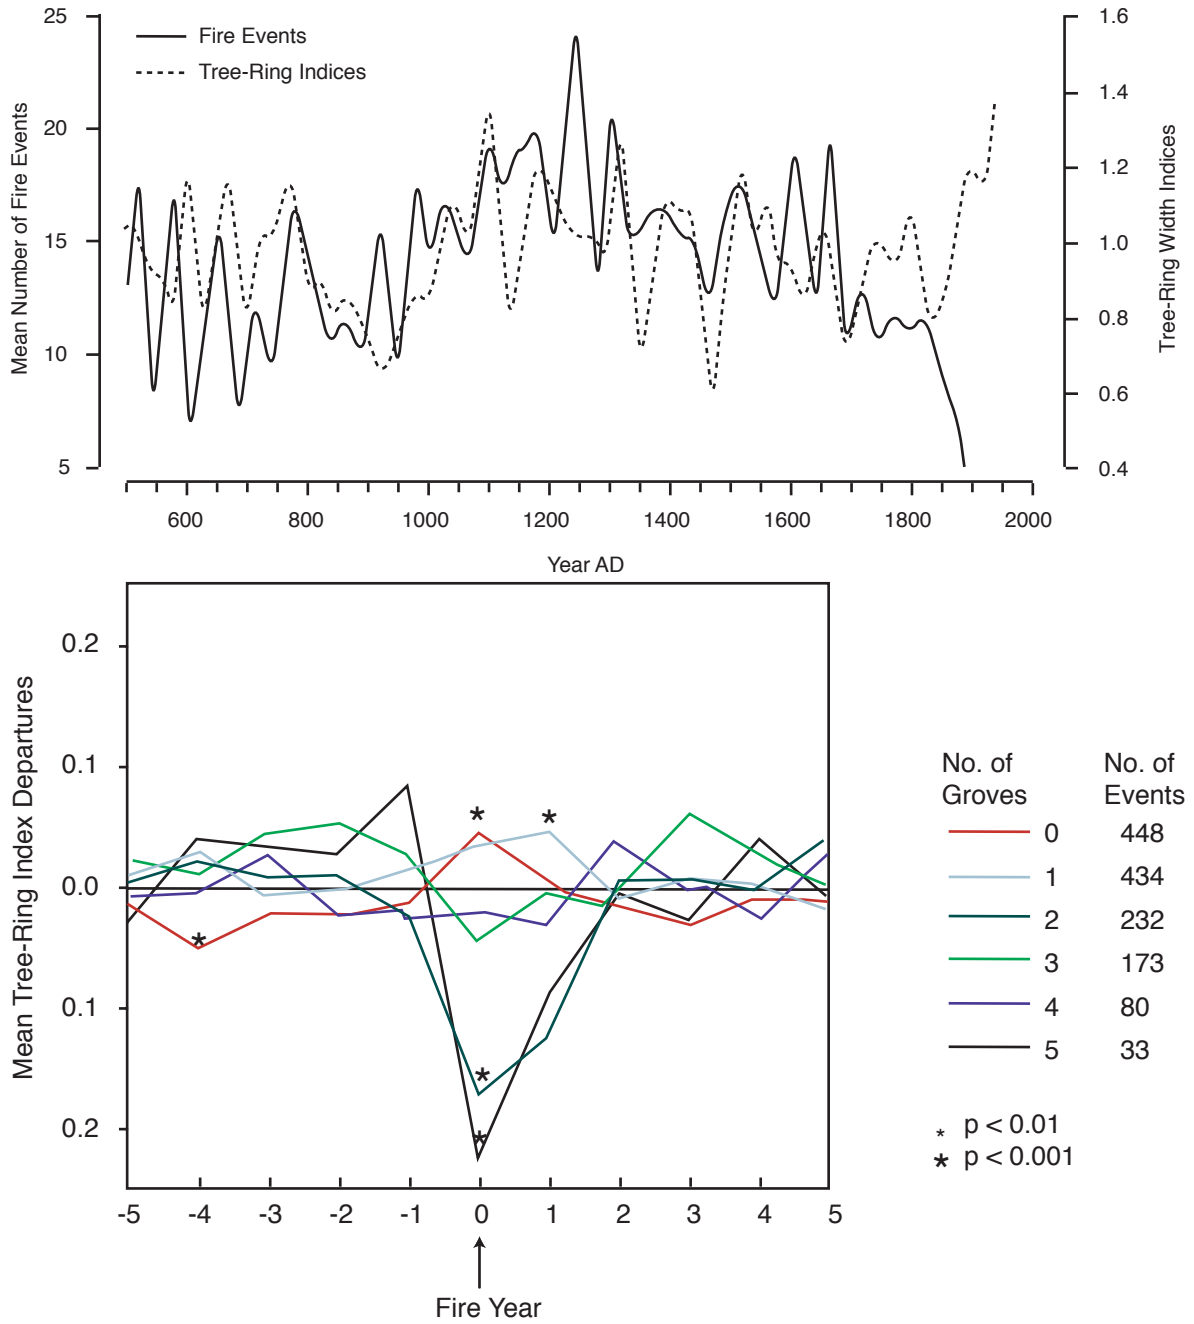 25
20
15
10
5
Mean Number of Fire Events
Fire Events
Tree-Ring Indices
1.6
1.4
1.2
1.0
0.8
0.6
0.4
Tree-Ring Width Indices
600 800 1000 1200 1400 1600 1800 2000
Year AD
0.2
0.1
0.0
0.1
0.2
Mean Tree-Ring Index Departures
* *
*
*
*
-5 -4 -3 -2 -1 0 1 2 3 4 5
Fire Year
No. of No. of
Groves Events
0 448
1 434
2 232
3 173
4 80
5 33
* p < 0.01
* p < 0.001